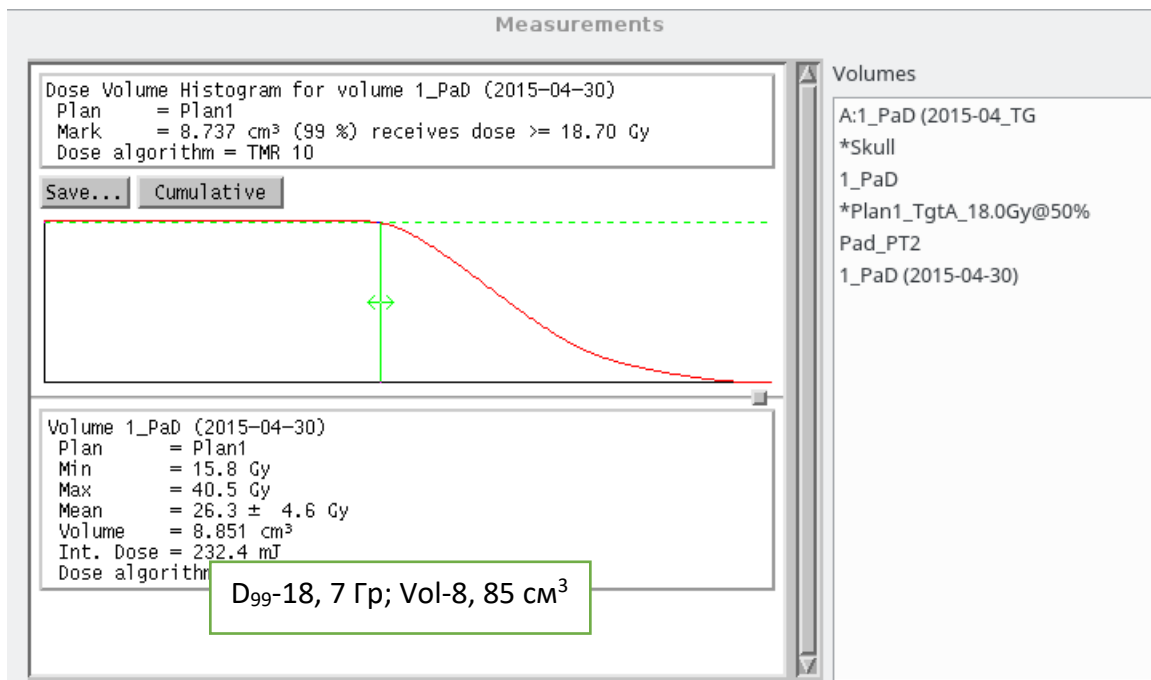 Measurements
Dose Volume Histogram for volume 1_PaD (2015-04-30)
Plan = Plan1
Mark = 8.737 cm³ (99 %) receives dose >= 18.70 Gy
Dose algorithm = TMR 10
Save... Cumulative
Volume 1_PaD (2015-04-30)
Plan = Plan1
Min = 15.8 Gy
Max = 40.5 Gy
Mean = 26.3 ± 4.6 Gy
Volume = 8.851 cm³
Int. Dose = 232.4 mJ
Dose algorithm
D₉₉-18, 7 Гр; Vol-8, 85 см³
Volumes
A:1_PaD (2015-04_TG
*Skull
1_PaD
*Plan1_TgtA_18.0Gy@50%
Pad_PT2
1_PaD (2015-04-30)